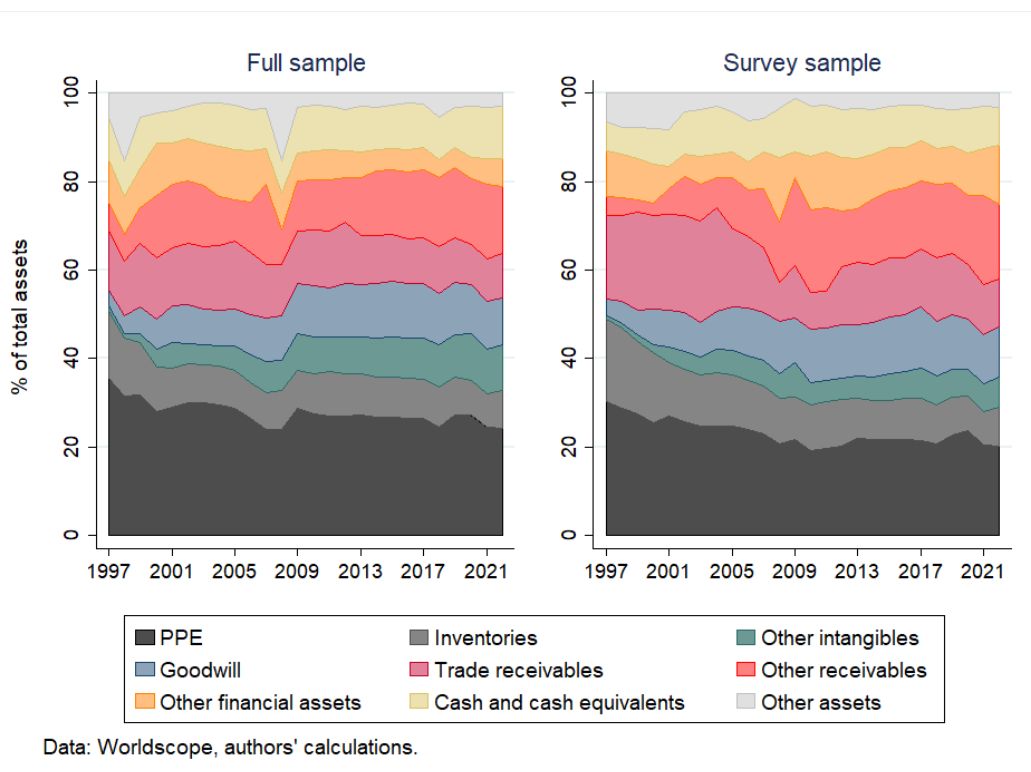 Full sample
Survey sample
% of total assets
100
80
60
40
20
0
1997 2001 2005 2009 2013 2017 2021
100
80
60
40
20
0
1997 2001 2005 2009 2013 2017 2021
PPE Inventories Other intangibles
Goodwill Trade receivables Other receivables
Other financial assets Cash and cash equivalents Other assets
Data: Worldscope, authors' calculations.